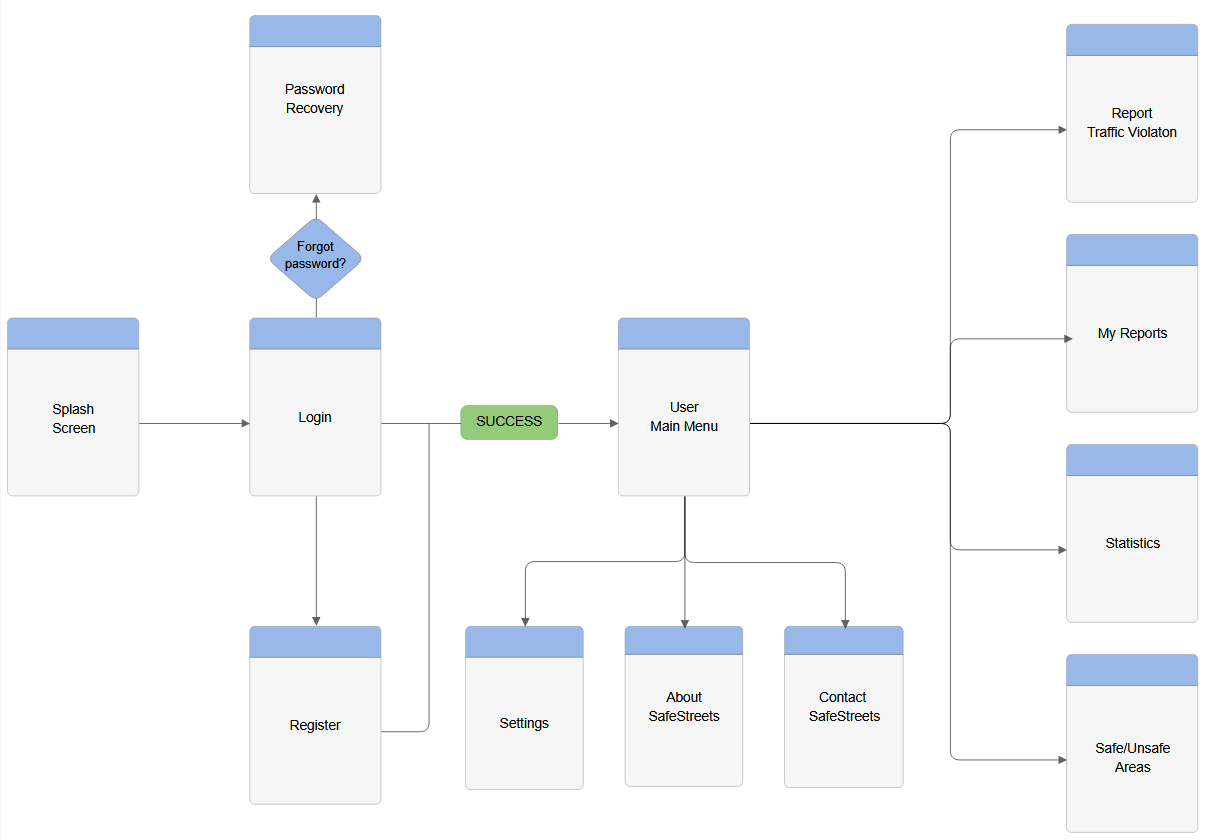 Password
Recovery
Forgot
password?
Splash
Screen
Login
SUCCESS
User
Main Menu
Register
Settings
About
SafeStreets
Contact
SafeStreets
Report
Traffic Violaton
My Reports
Statistics
Safe/Unsafe
Areas